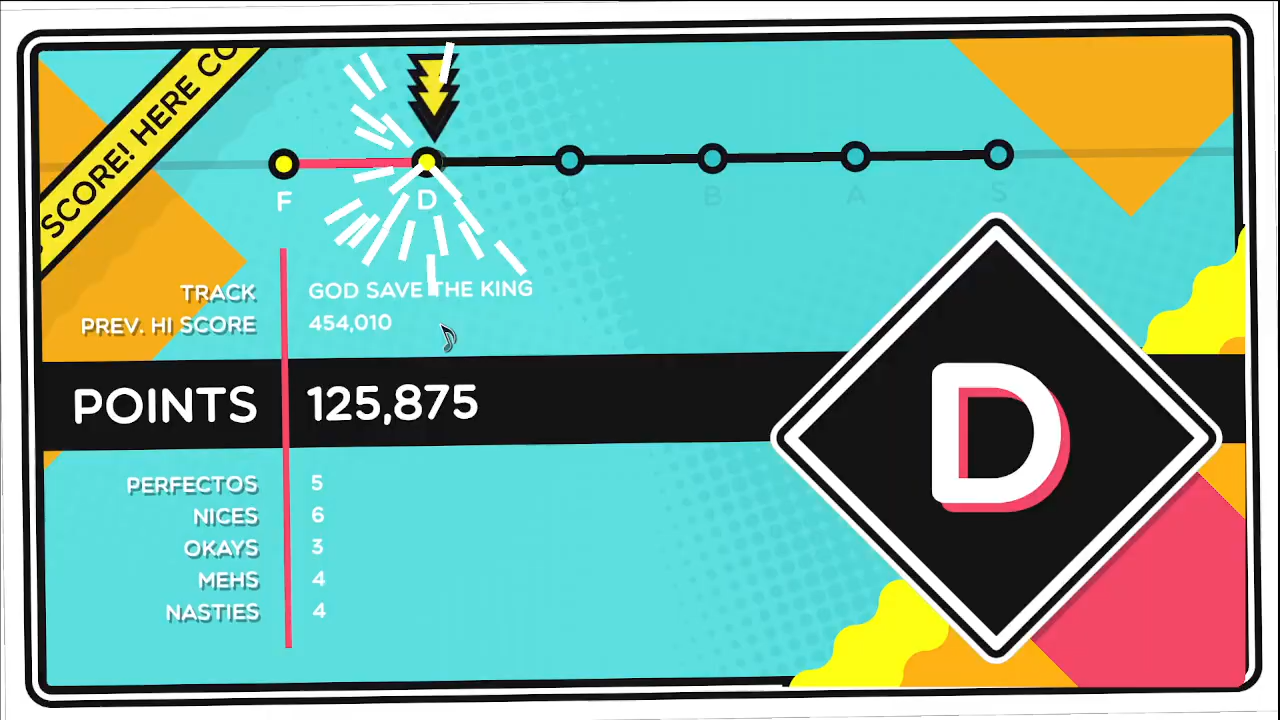 SCORE! HERE CO
F D C B A S
TRACK GOD SAVE THE KING
PREV. HI SCORE 454,010
POINTS 125,875
D
PERFECTOS 5
NICES 6
OKAYS 3
MEHS 4
NASTIES 4